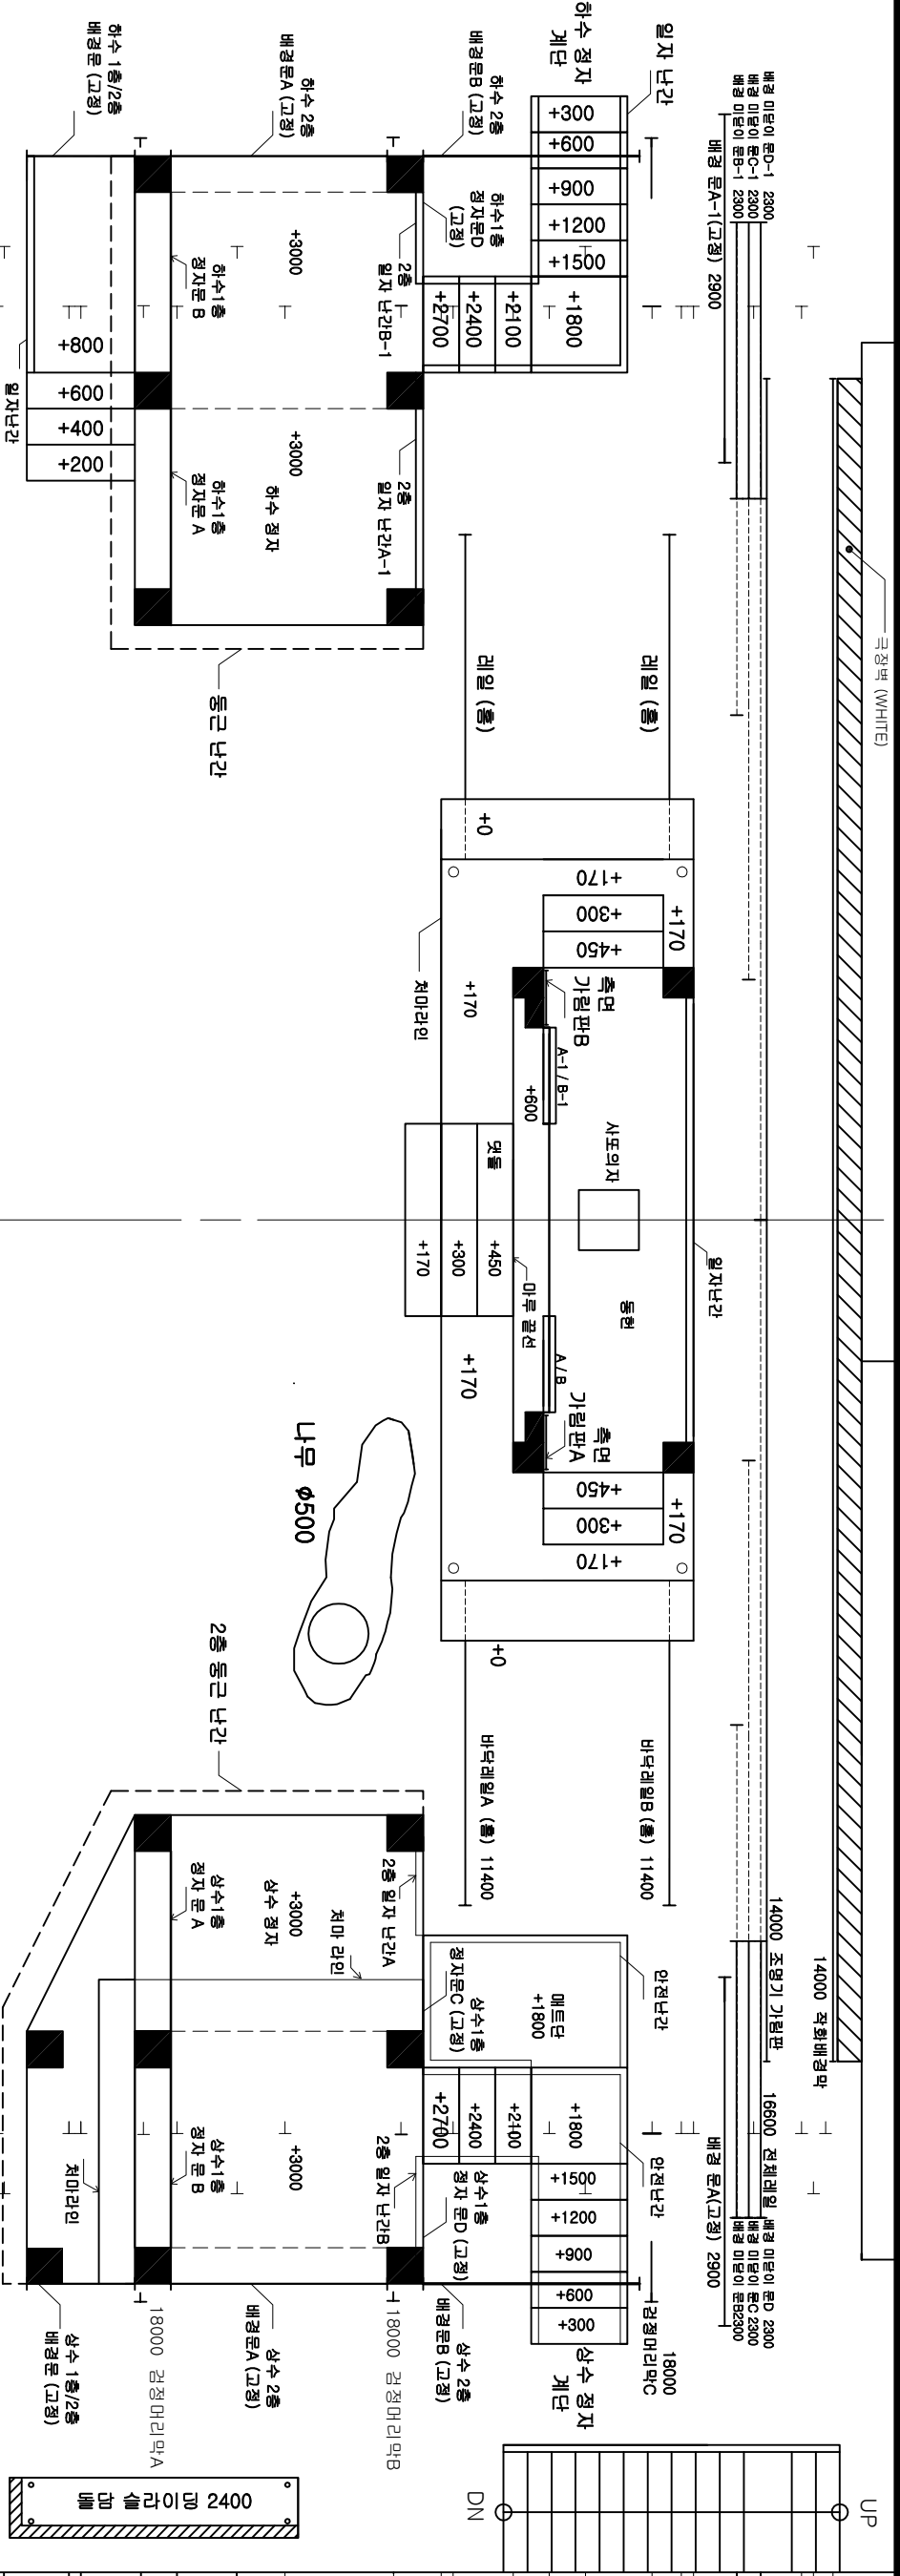 하수 1층/2층
배경문 (고정)
하수 2층
배경문A (고정)
하수 2층
배경문B (고정)
하수 정자
계단
일자 난간
배경 미닫이 문D-1 2300
배경 미닫이 문C-1 2300
배경 미닫이 문B-1 2300
배경 문A-1(고정) 2900
+300
+600
+900
+1200
+1500
+1800
+2100
+2400
+2700
하수1층
정자문D
(고정)
2층
일자 난간B-1
+3000
하수1층
정자문 B
+800
+600
+400
+200
일자난간
+3000
하수 정자
하수1층
정자문 A
2층
일자 난간A-1
둥근 난간
레일 (홈)
레일 (홈)
극장벽 (WHITE)
+0
+170
+300
+450
+170
+170
처마라인
측면
가림판B
A-1 / B-1
+600
사또의자
댓돌
+450
+300
+170
마루 끝선
동헌
일자난간
A / B
측면
가림판A
+170
+450
+300
+170
+170
+0
나무 ϕ500
2층 둥근 난간
바닥레일A (홈) 11400
바닥레일B (홈) 11400
14000 조명기 가림판
14000 작화배경막
16600 전체레일
배경 미닫이 문D 2300
배경 미닫이 문C 2300
배경 미닫이 문B2300
배경 문A(고정) 2900
안전난간
매트단
+1800
상수1층
정자문C (고정)
2층 일자 난간A
처마 라인
+3000
상수 정자
상수1층
정자 문 A
안전난간
+1800
+2100
+2400
+2700
+1500
+1200
+900
+600
+300
상수1층
정자 문D (고정)
2층 일자 난간B
+3000
상수1층
정자 문 B
처마라인
상수 정자
계단
18000
검정머리막C
상수 2층
배경문B (고정)
18000 검정머리막B
상수 2층
배경문A (고정)
18000 검정머리막A
상수 1층/2층
배경문 (고정)
돌담 슬라이딩 2400
DN
UP